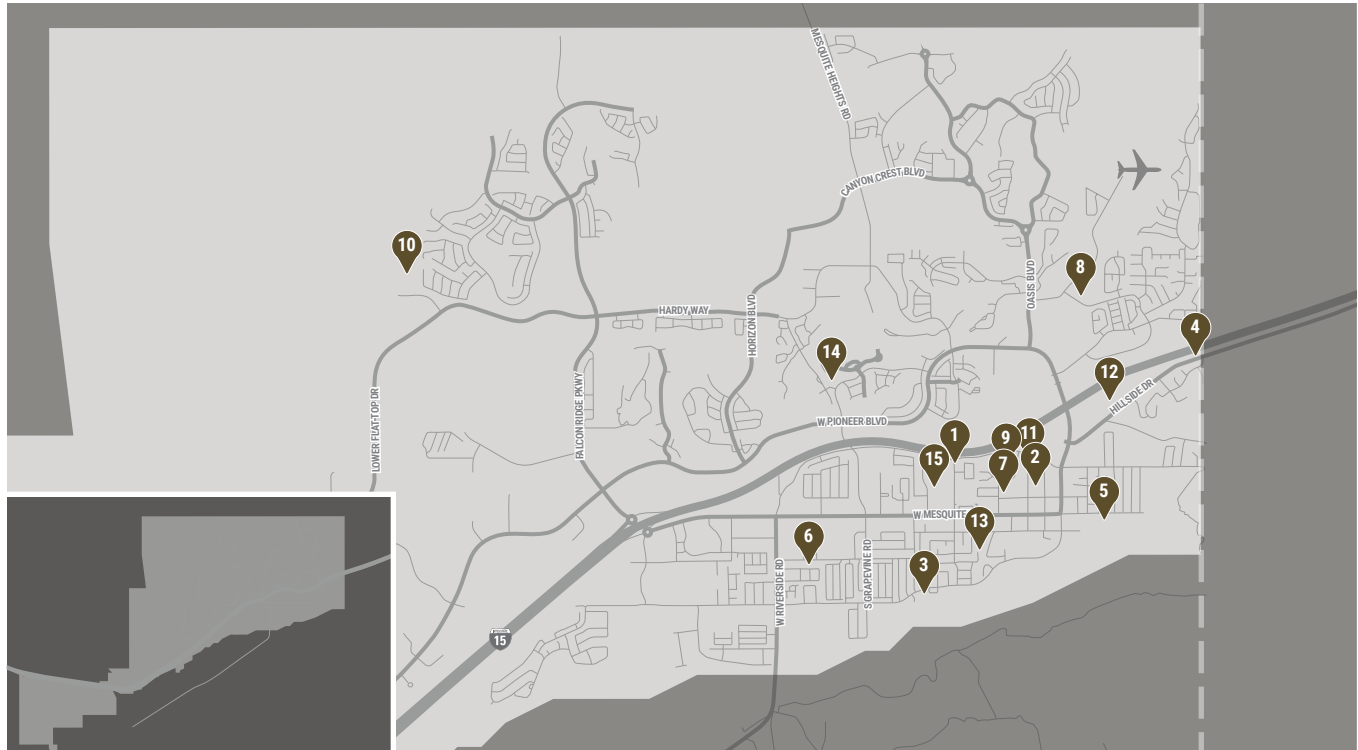 MESQUITE HEIGHTS RD
CANYON CREST BLVD
10
8
OASIS BLVD
HARDY WAY
HORIZON BLVD
4
14
12
HILLSIDE DR
LOWER FLAT TOP DR
FALCON RIDGE PKWY
W PIONEER BLVD
1
9
11
15
7
2
5
W MESQUITE
13
6
3
W RIVERSIDE RD
S GRAPEVINE RD
15